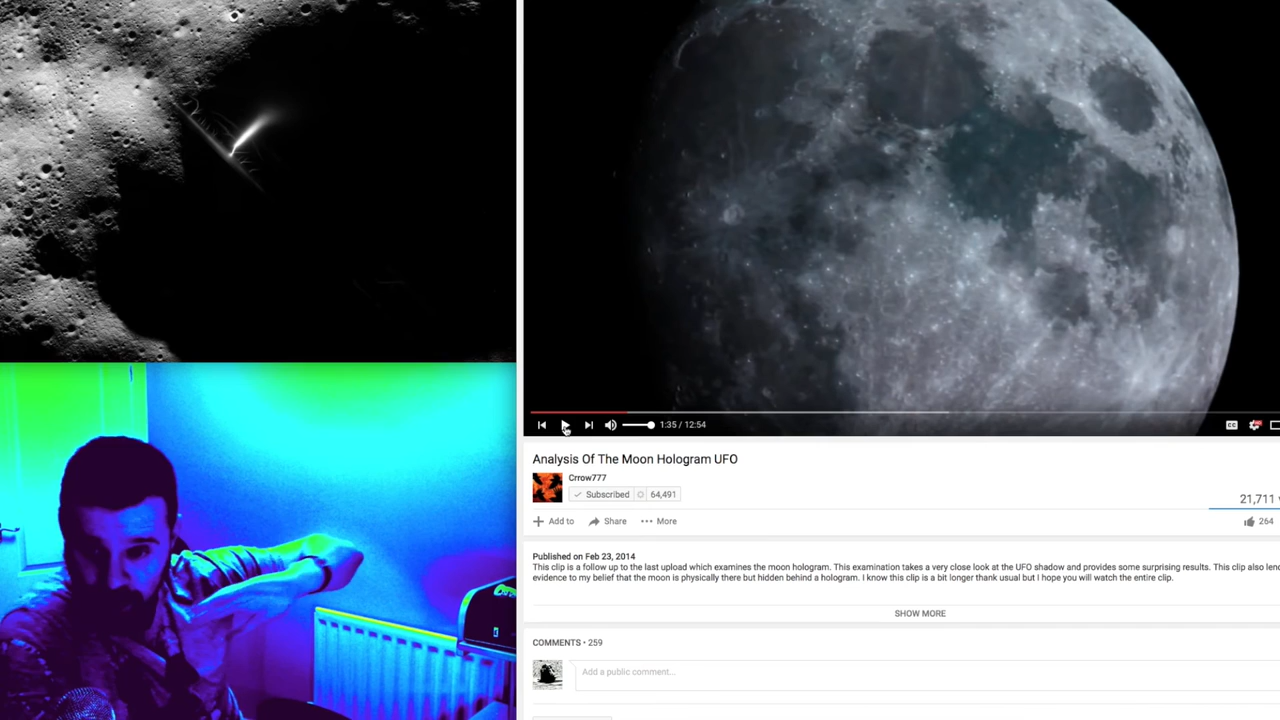 1:35 / 12:54
CC
Analysis Of The Moon Hologram UFO
Crrow777
Subscribed 64,491
21,711
Add to Share More
264
Published on Feb 23, 2014
This clip is a follow up to the last upload which examines the moon hologram. This examination takes a very close look at the UFO shadow and provides some surprising results. This clip also
evidence to my belief that the moon is physically there but hidden behind a hologram. I know this clip is a bit longer thank usual but I hope you will watch the entire clip.
SHOW MORE
COMMENTS • 259
Add a public comment...